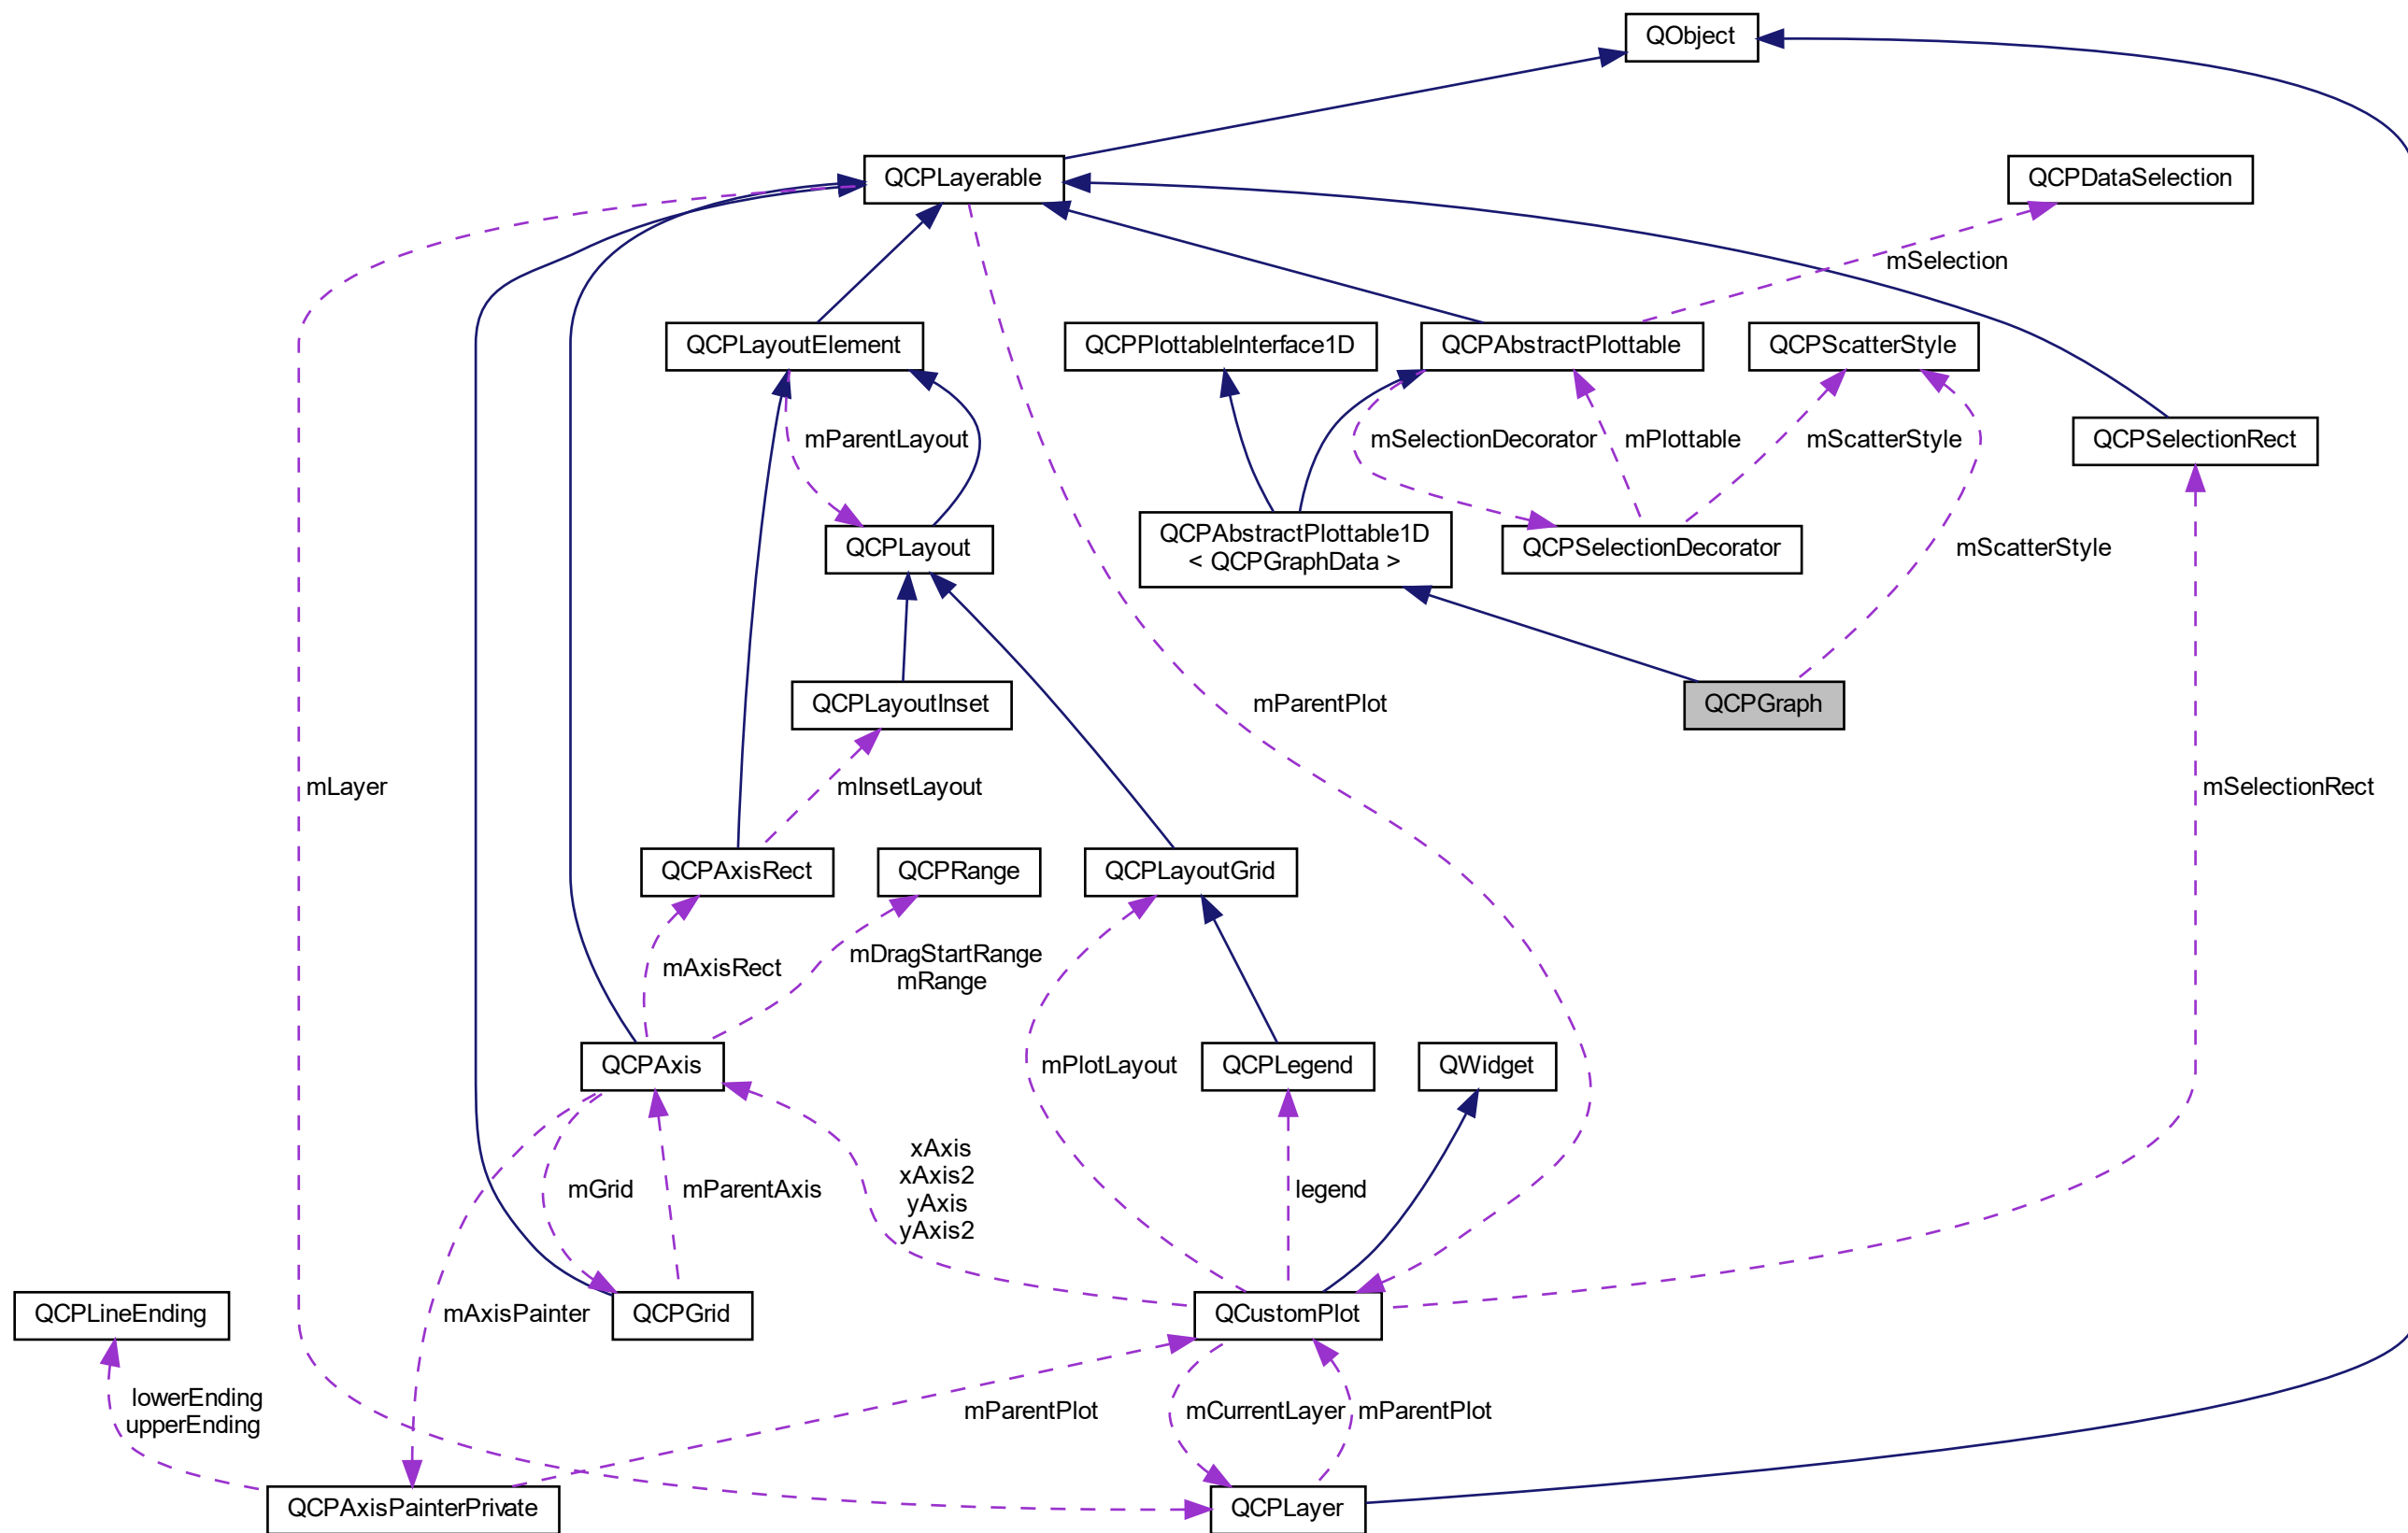 QObject
QCPLayerable
QCPDataSelection
mSelection
QCPLayoutElement
QCPPlottableInterface1D
QCPAbstractPlottable
QCPScatterStyle
mParentLayout
mSelectionDecorator
mPlottable
mScatterStyle
QCPSelectionRect
QCPLayout
QCPAbstractPlottable1D
< QCPGraphData >
QCPSelectionDecorator
mScatterStyle
QCPLayoutInset
mParentPlot
QCPGraph
mLayer
mInsetLayout
mSelectionRect
QCPAxisRect
QCPRange
QCPLayoutGrid
mAxisRect
mDragStartRange
mRange
QCPAxis
mPlotLayout
QCPLegend
QWidget
mGrid
mParentAxis
xAxis
xAxis2
yAxis
yAxis2
legend
QCPLineEnding
mAxisPainter
QCPGrid
QCustomPlot
lowerEnding
upperEnding
mParentPlot
mCurrentLayer
mParentPlot
QCPAxisPainterPrivate
QCPLayer